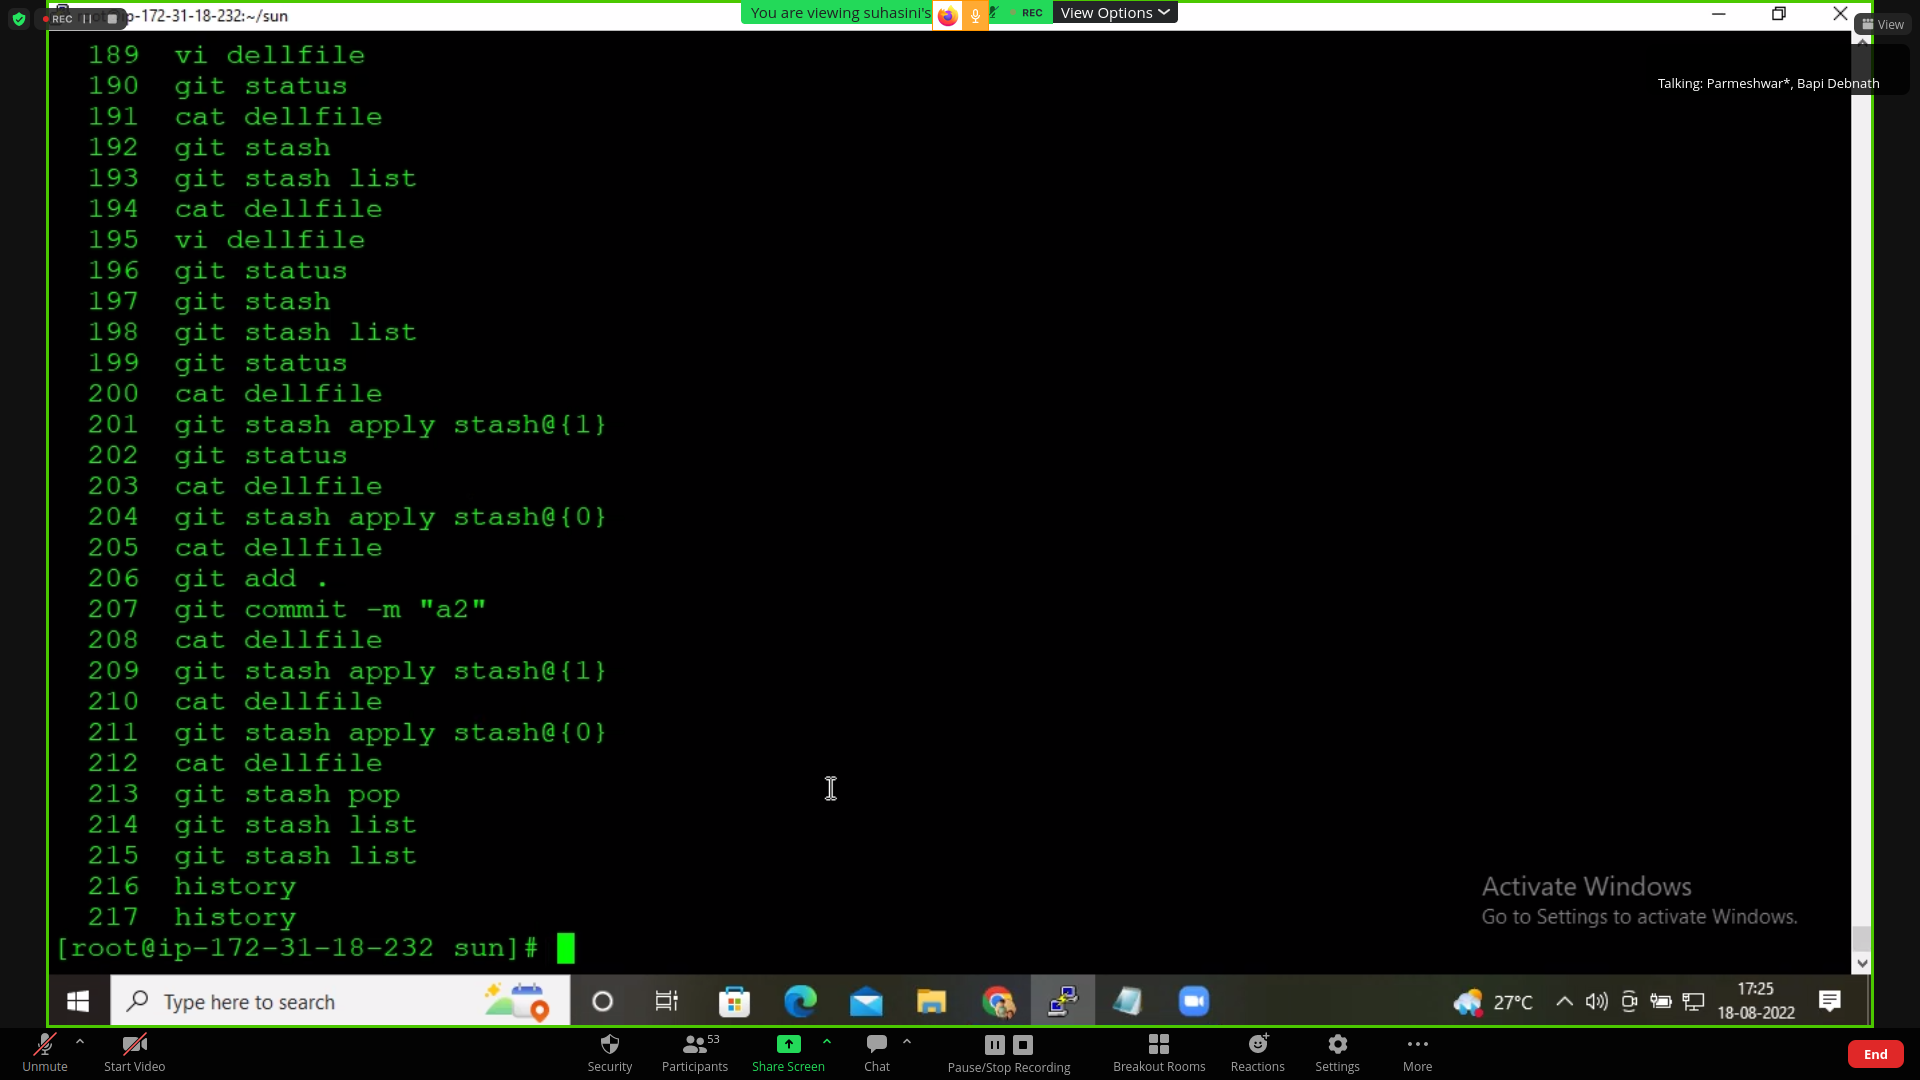 REC
ip-172-31-18-232:~/sun
You are viewing suhasini's
REC
View Options
View
Talking: Parmeshwar*, Bapi Debnath
189 vi dellfile
190 git status
191 cat dellfile
192 git stash
193 git stash list
194 cat dellfile
195 vi dellfile
196 git status
197 git stash
198 git stash list
199 git status
200 cat dellfile
201 git stash apply stash@{1}
202 git status
203 cat dellfile
204 git stash apply stash@{0}
205 cat dellfile
206 git add .
207 git commit -m "a2"
208 cat dellfile
209 git stash apply stash@{1}
210 cat dellfile
211 git stash apply stash@{0}
212 cat dellfile
213 git stash pop
214 git stash list
215 git stash list
216 history
217 history
[root@ip-172-31-18-232 sun]#
Activate Windows
Go to Settings to activate Windows.
Type here to search
27°C
17:25
18-08-2022
Unmute
Start Video
Security
53
Participants
Share Screen
Chat
Pause/Stop Recording
Breakout Rooms
Reactions
Settings
More
End